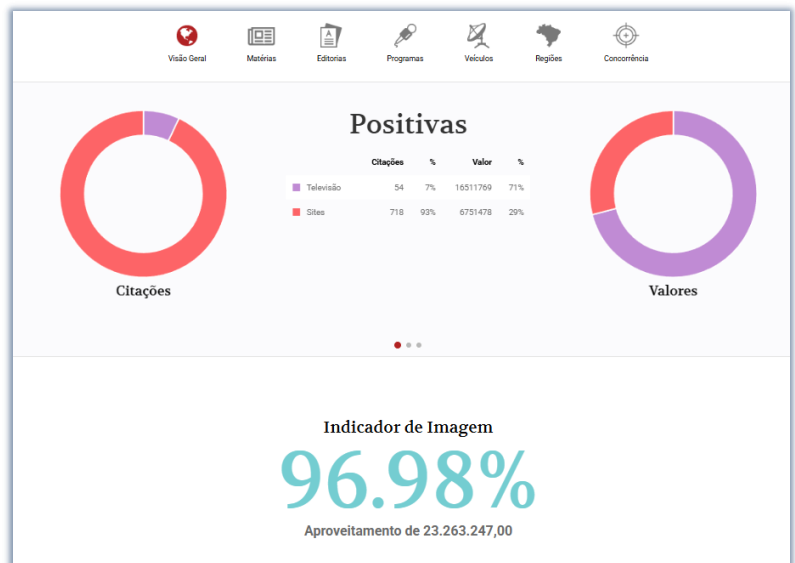 Visão Geral Matérias Editorias Programas Veículos Regiões Concorrência
Positivas
Citações % Valor %
Televisão 54 7% 16511769 71%
Sites 718 93% 6751478 29%
Citações
Valores
Indicador de Imagem
96.98%
Aproveitamento de 23.263.247,00